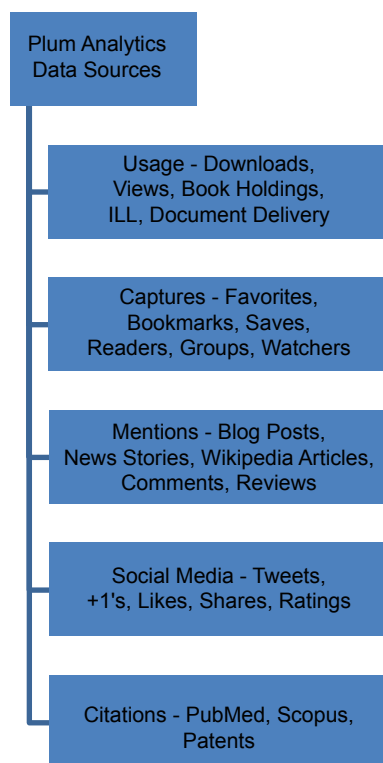 Plum Analytics
Data Sources
Usage - Downloads,
Views, Book Holdings,
ILL, Document Delivery
Captures - Favorites,
Bookmarks, Saves,
Readers, Groups, Watchers
Mentions - Blog Posts,
News Stories, Wikipedia Articles,
Comments, Reviews
Social Media - Tweets,
+1's, Likes, Shares, Ratings
Citations - PubMed, Scopus,
Patents